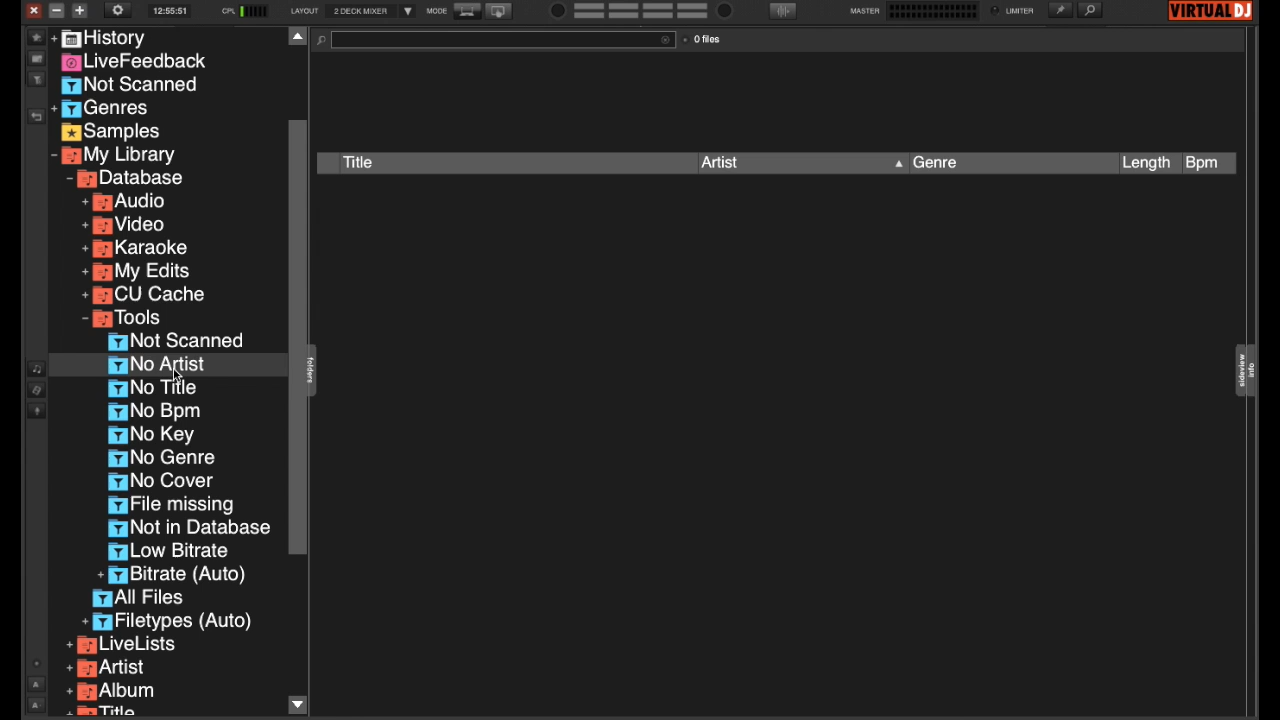 12:55:51
CPL
LAYOUT
2 DECK MIXER
MODE
MASTER
LIMITER
VIRTUAL DJ
+ History
LiveFeedback
Not Scanned
+ Genres
Samples
- My Library
- Database
+ Audio
+ Video
+ Karaoke
+ My Edits
+ CU Cache
- Tools
Not Scanned
No Artist
No Title
No Bpm
No Key
No Genre
No Cover
File missing
Not in Database
Low Bitrate
+ Bitrate (Auto)
All Files
+ Filetypes (Auto)
+ LiveLists
+ Artist
+ Album
+ Title
A
A
folders
0 files
Title
Artist
Genre
Length
Bpm
sideview
info